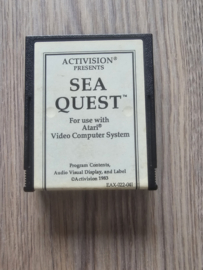 ACTIVISION®
PRESENTS
SEA
QUEST™
For use with
Atari®
Video Computer System
Program Contents,
Audio Visual Display, and Label
©Activision 1983